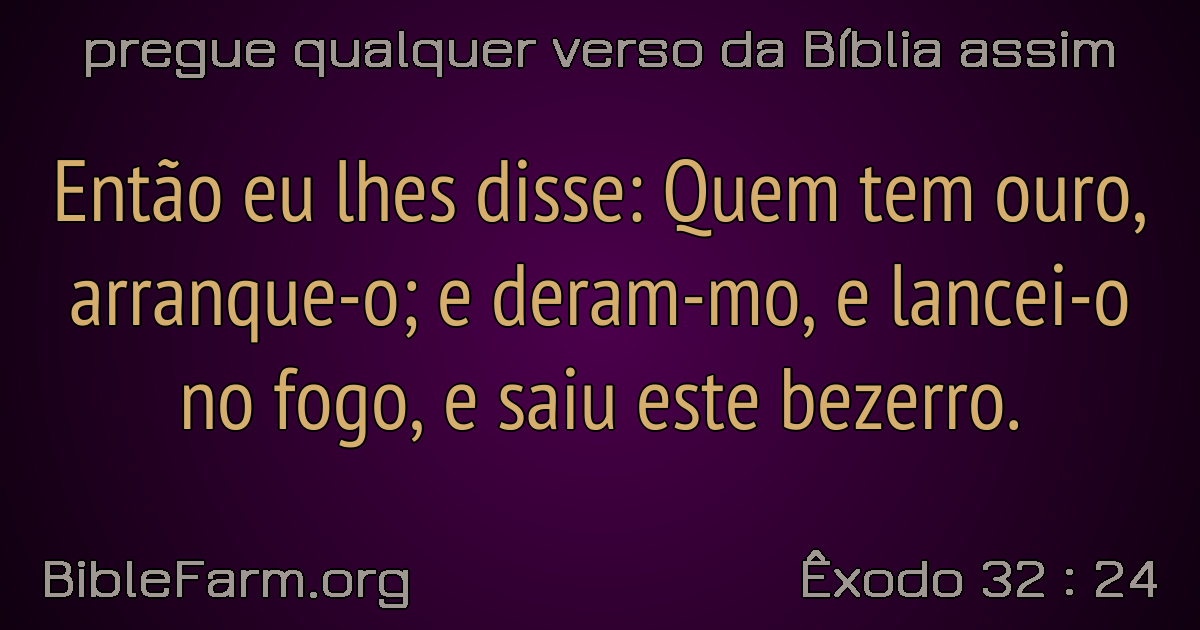 pregue qualquer verso da Bíblia assim
Então eu lhes disse: Quem tem ouro,
arranque-o; e deram-mo, e lancei-o
no fogo, e saiu este bezerro.
BibleFarm.org
Êxodo 32 : 24